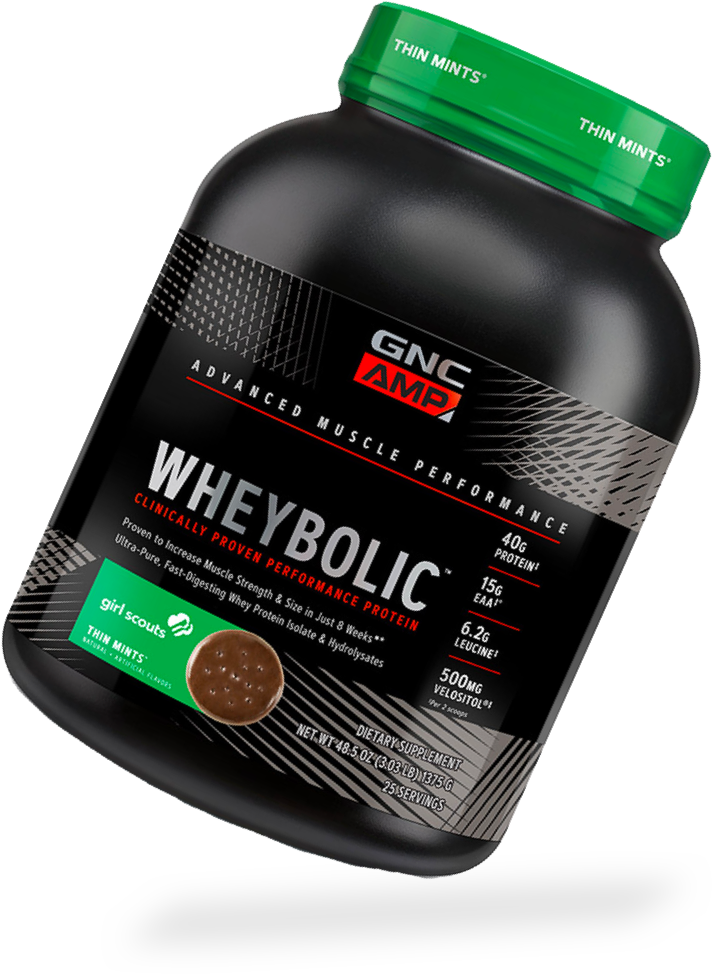 THIN MINTS®
THIN MINTS®
GNC
AMP
ADVANCED MUSCLE PERFORMANCE
WHEYBOLIC™
CLINICALLY PROVEN PERFORMANCE PROTEIN
Proven to Increase Muscle Strength & Size in Just 8 Weeks**
Ultra-Pure, Fast-Digesting Whey Protein Isolate & Hydrolysates
40G
PROTEIN‡
15G
EAA‡^
6.2G
LEUCINE‡
500MG
VELOSITOL®‡
‡Per 2 scoops
girl scouts
THIN MINTS®
NATURAL + ARTIFICIAL FLAVORS
DIETARY SUPPLEMENT
NET WT 48.5 OZ (3.03 LB) 1375 G
25 SERVINGS